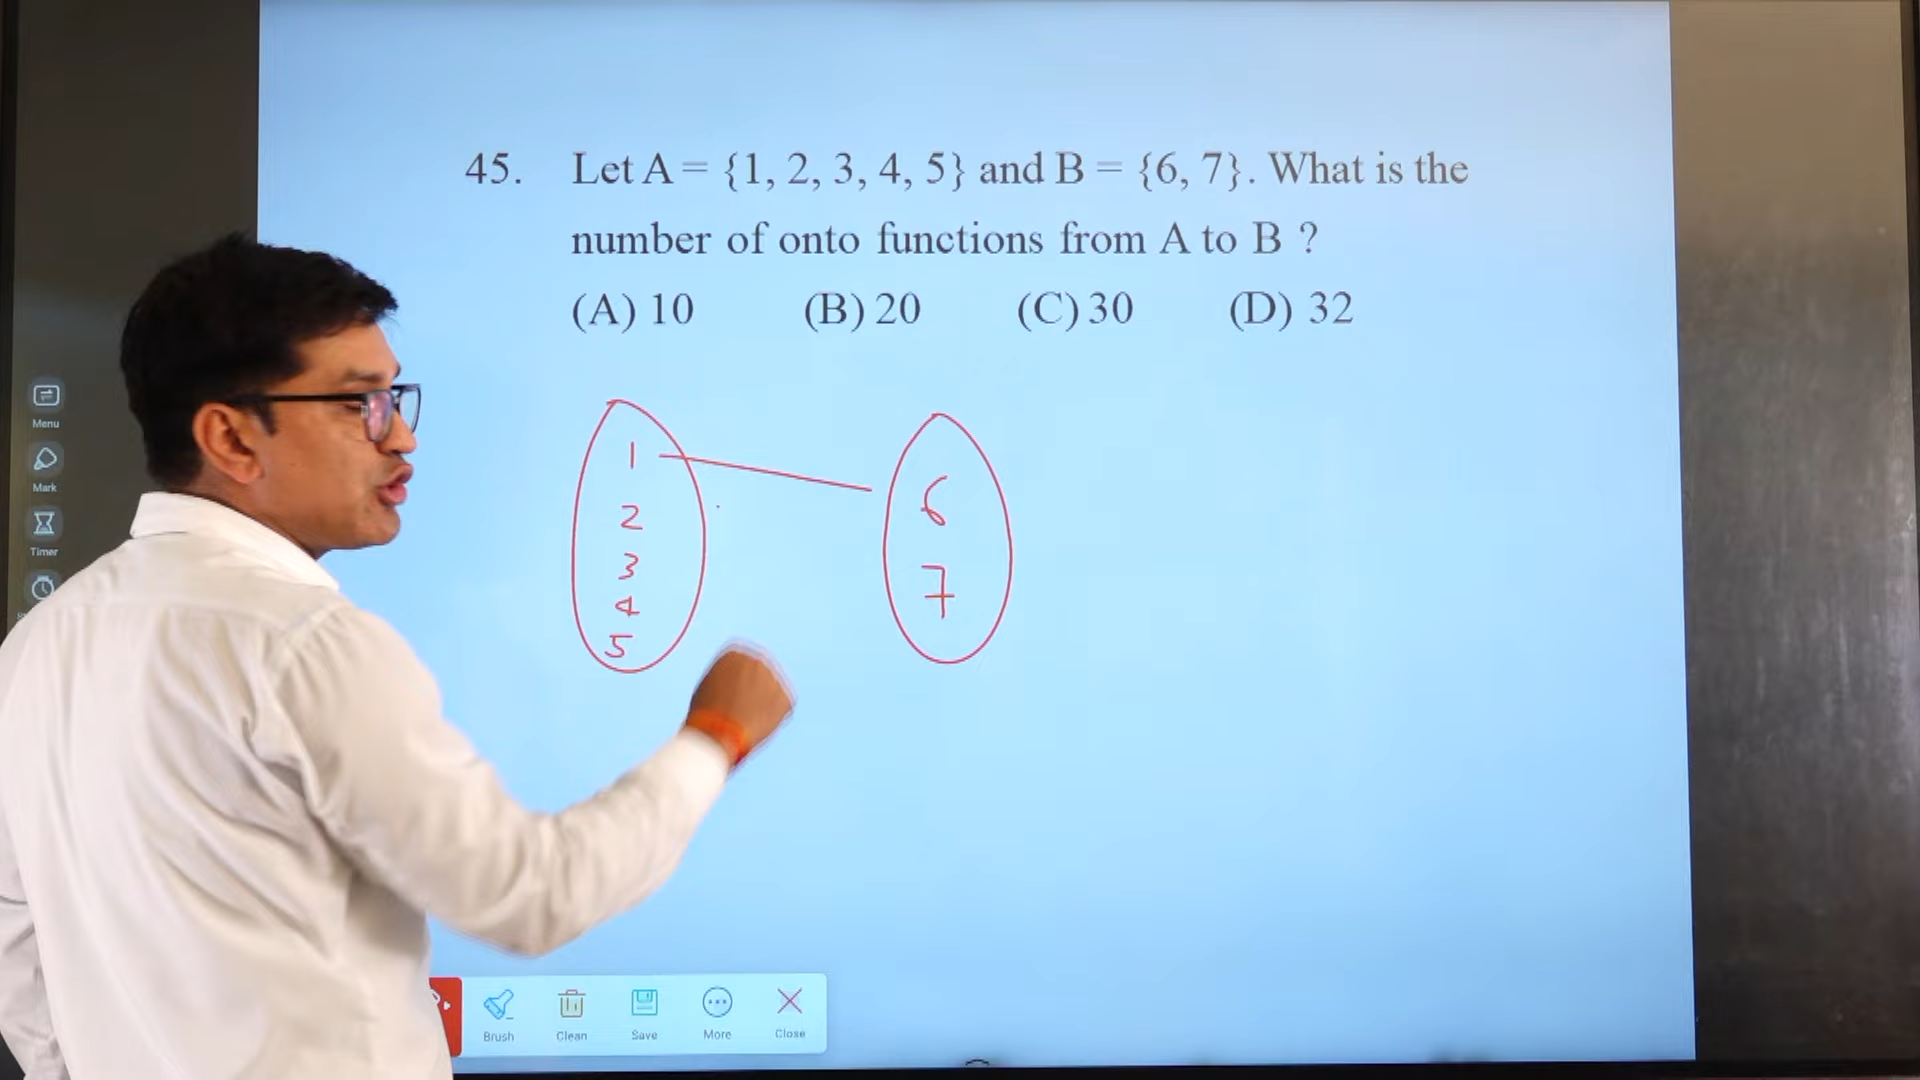 45. Let A = {1, 2, 3, 4, 5} and B = {6, 7}. What is the
number of onto functions from A to B ?
(A) 10 (B) 20 (C) 30 (D) 32
1
2
3
4
5
6
7
Menu
Mark
Timer
Brush Clean Save More Close